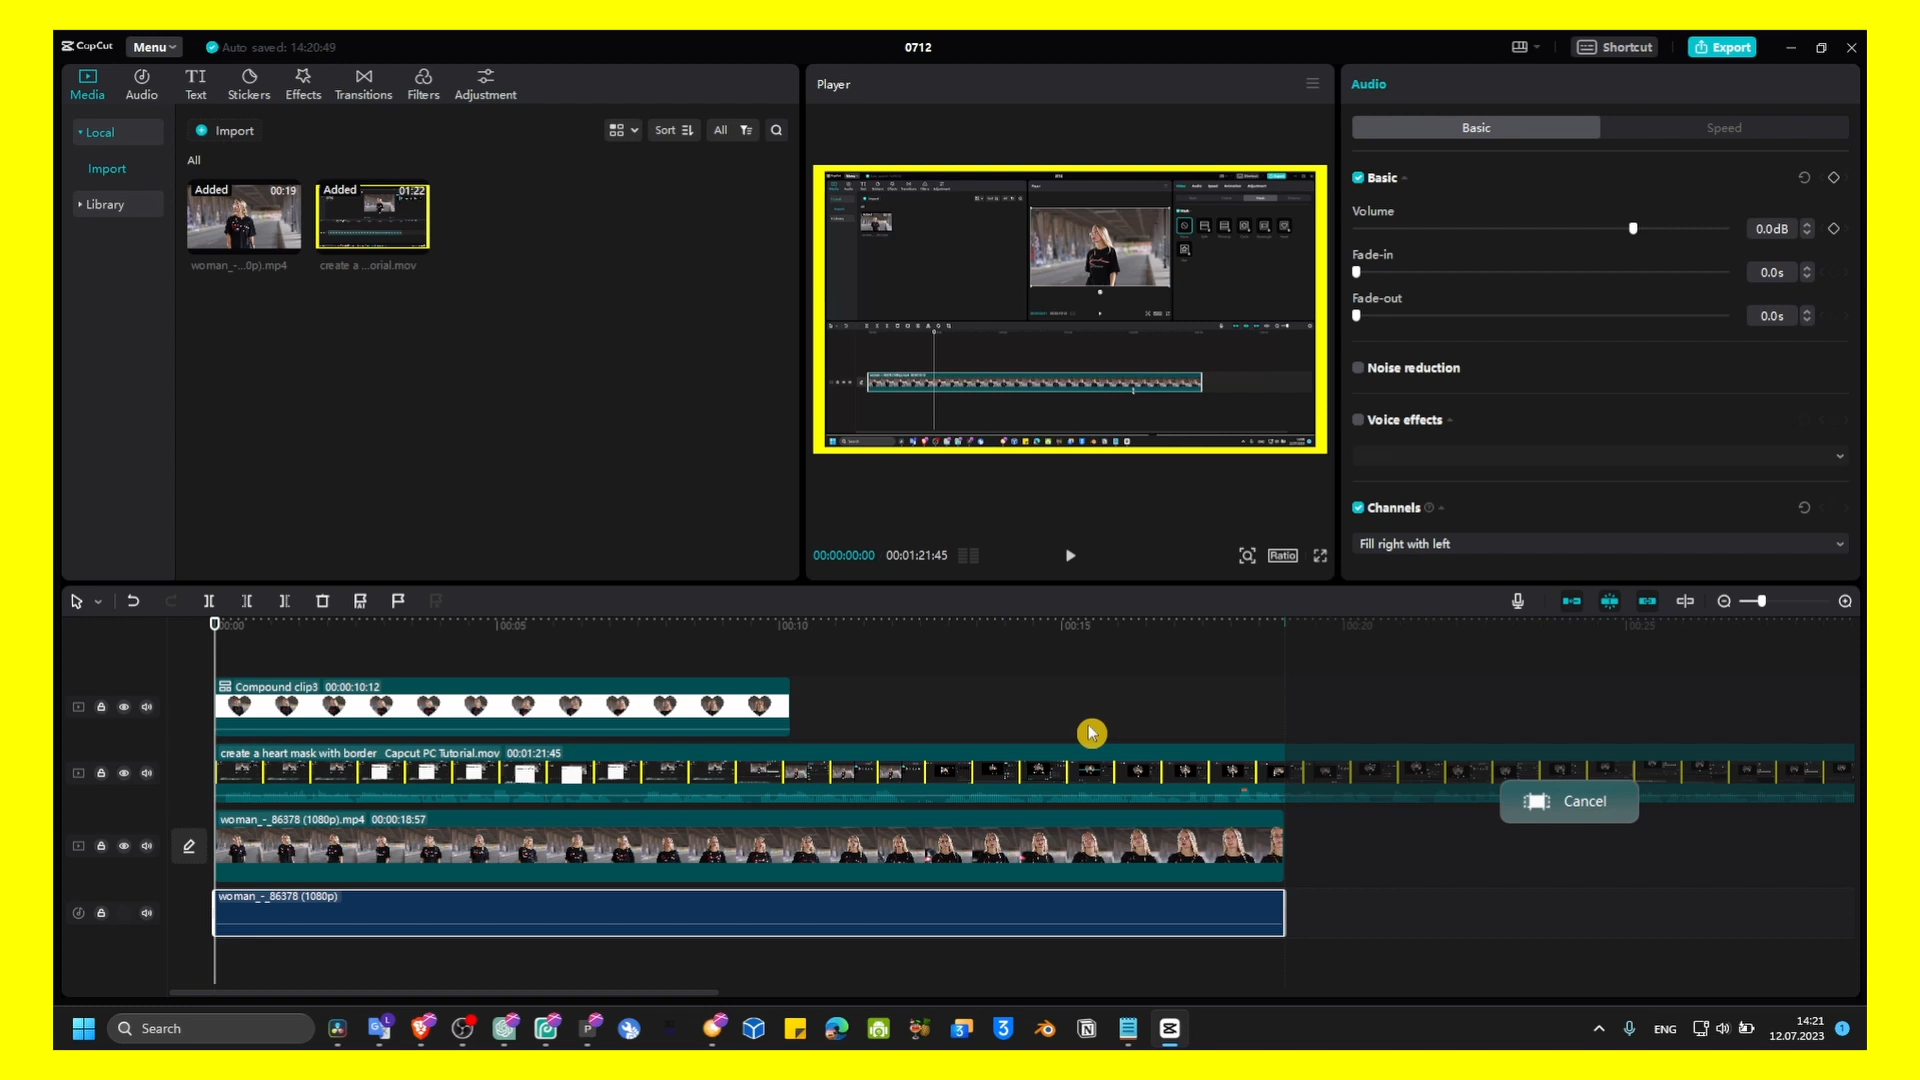 CapCut
Menu
Auto saved: 14:20:49
0712
Shortcut
Export
Media
Audio
Text
Stickers
Effects
Transitions
Filters
Adjustment
Local
Import
Library
Import
Sort
All
All
Added
00:19
woman_-...0p).mp4
Added
01:22
create a ...orial.mov
Player
00:00:00:00
00:01:21:45
Ratio
Audio
Basic
Speed
Basic
Volume
0.0dB
Fade-in
0.0s
Fade-out
0.0s
Noise reduction
Voice effects
Channels
Fill right with left
00:00
00:05
00:10
00:15
00:20
00:25
Compound clip3 00:00:10:12
create a heart mask with border Capcut PC Tutorial.mov 00:01:21:45
Cancel
woman_-_86378 (1080p).mp4 00:00:18:57
woman_-_86378 (1080p)
Search
ENG
14:21
12.07.2023